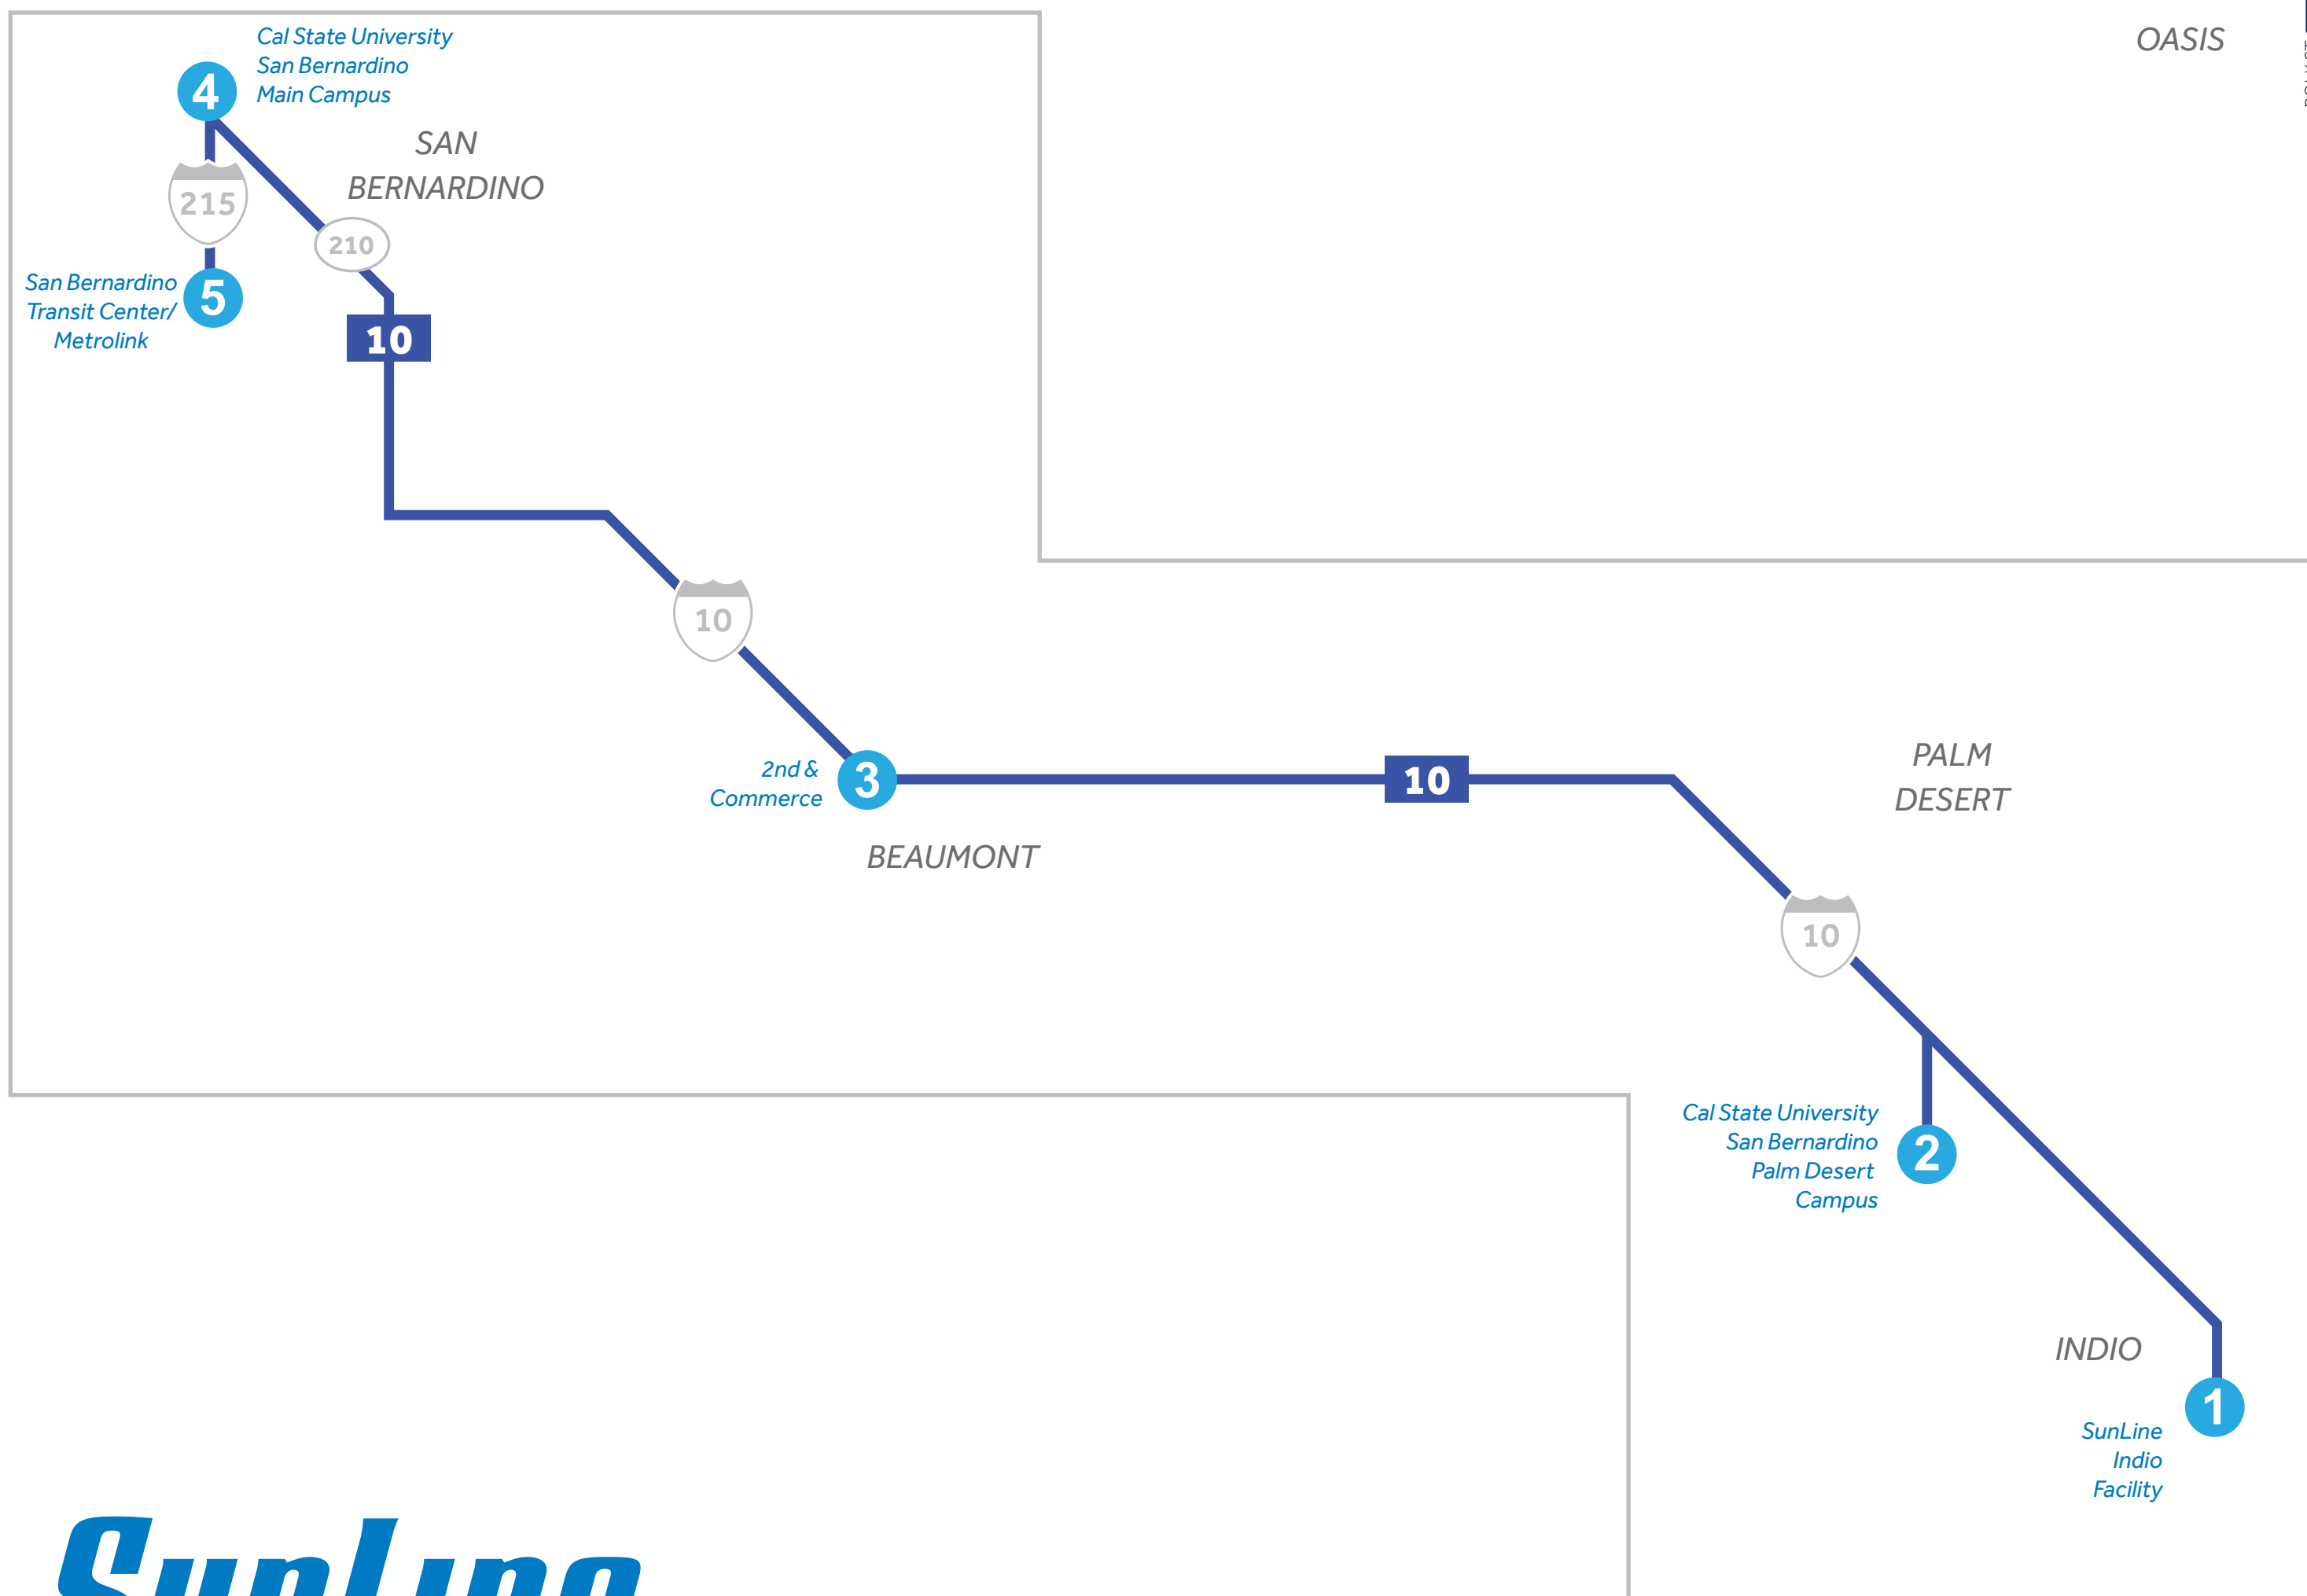 Cal State University
San Bernardino
Main Campus
4
SAN
BERNARDINO
215
210
San Bernardino
Transit Center/
Metrolink
5
10
10
2nd &
Commerce
3
BEAUMONT
10
PALM
DESERT
10
Cal State University
San Bernardino
Palm Desert
Campus
2
INDIO
1
SunLine
Indio
Facility
OASIS
SunLine